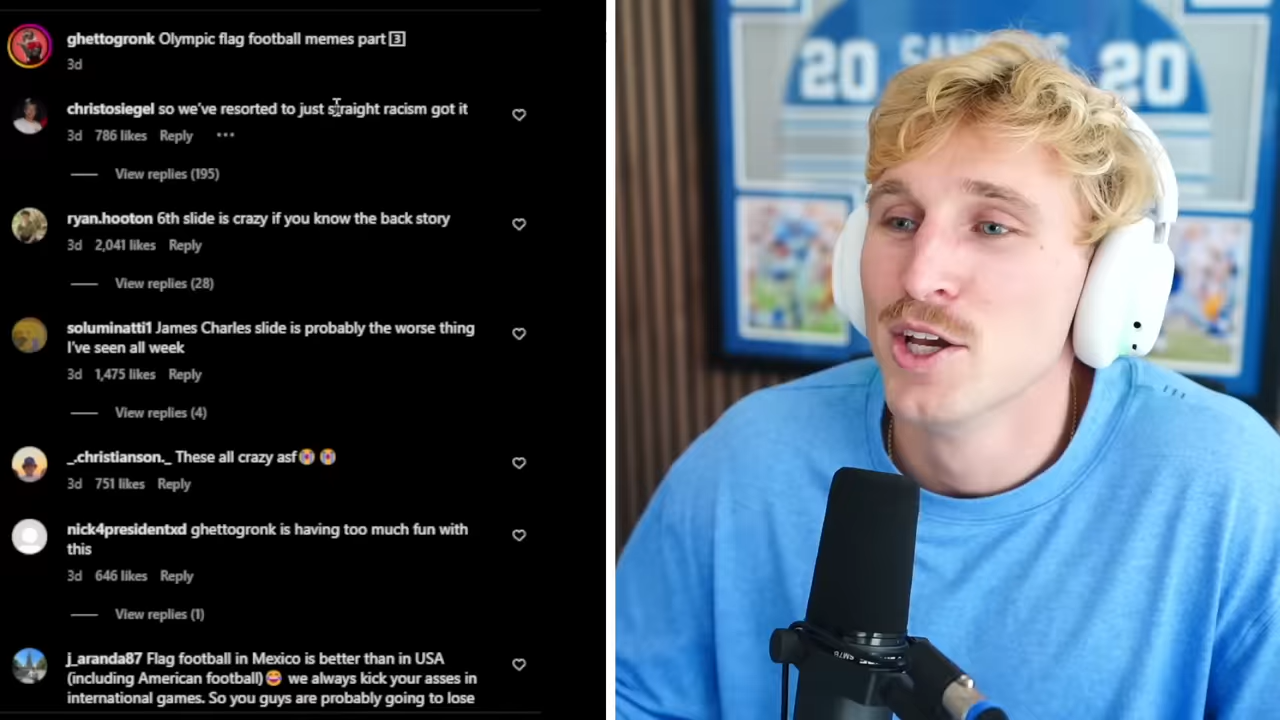 ghettogronk Olympic flag football memes part 3️⃣
3d
christosiegel so we've resorted to just straight racism got it
3d 786 likes Reply •••
View replies (195)
ryan.hooton 6th slide is crazy if you know the back story
3d 2,041 likes Reply
View replies (28)
soluminatti1 James Charles slide is probably the worse thing
I've seen all week
3d 1,475 likes Reply
View replies (4)
_.christianson._ These all crazy asf😭 😭
3d 751 likes Reply
nick4presidentxd ghettogronk is having too much fun with
this
3d 646 likes Reply
View replies (1)
j_aranda87 Flag football in Mexico is better than in USA
(including American football)😄 we always kick your asses in
international games. So you guys are probably going to lose
20 SANDERS 20